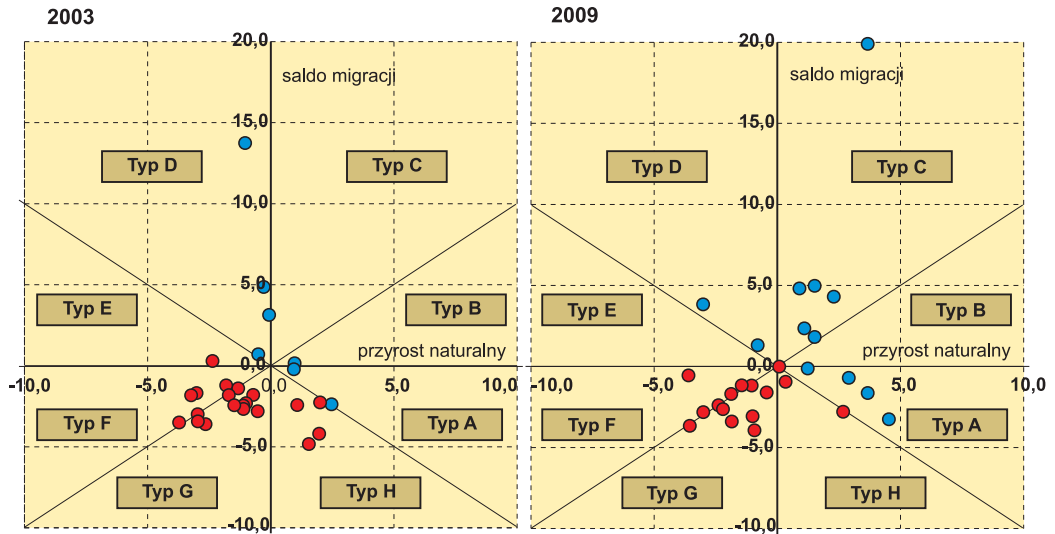 2003
20,0
saldo migracji
15,0
Typ D
Typ C
10,0
5,0
Typ E
Typ B
przyrost naturalny
0,0
-10,0
-5,0
0,0
5,0
10,0
-5,0
Typ F
Typ A
Typ G
Typ H
-10,0
2009
20,0
saldo migracji
15,0
Typ D
Typ C
10,0
5,0
Typ E
Typ B
przyrost naturalny
0,0
-10,0
-5,0
5,0
10,0
-5,0
Typ F
Typ A
Typ G
Typ H
-10,0